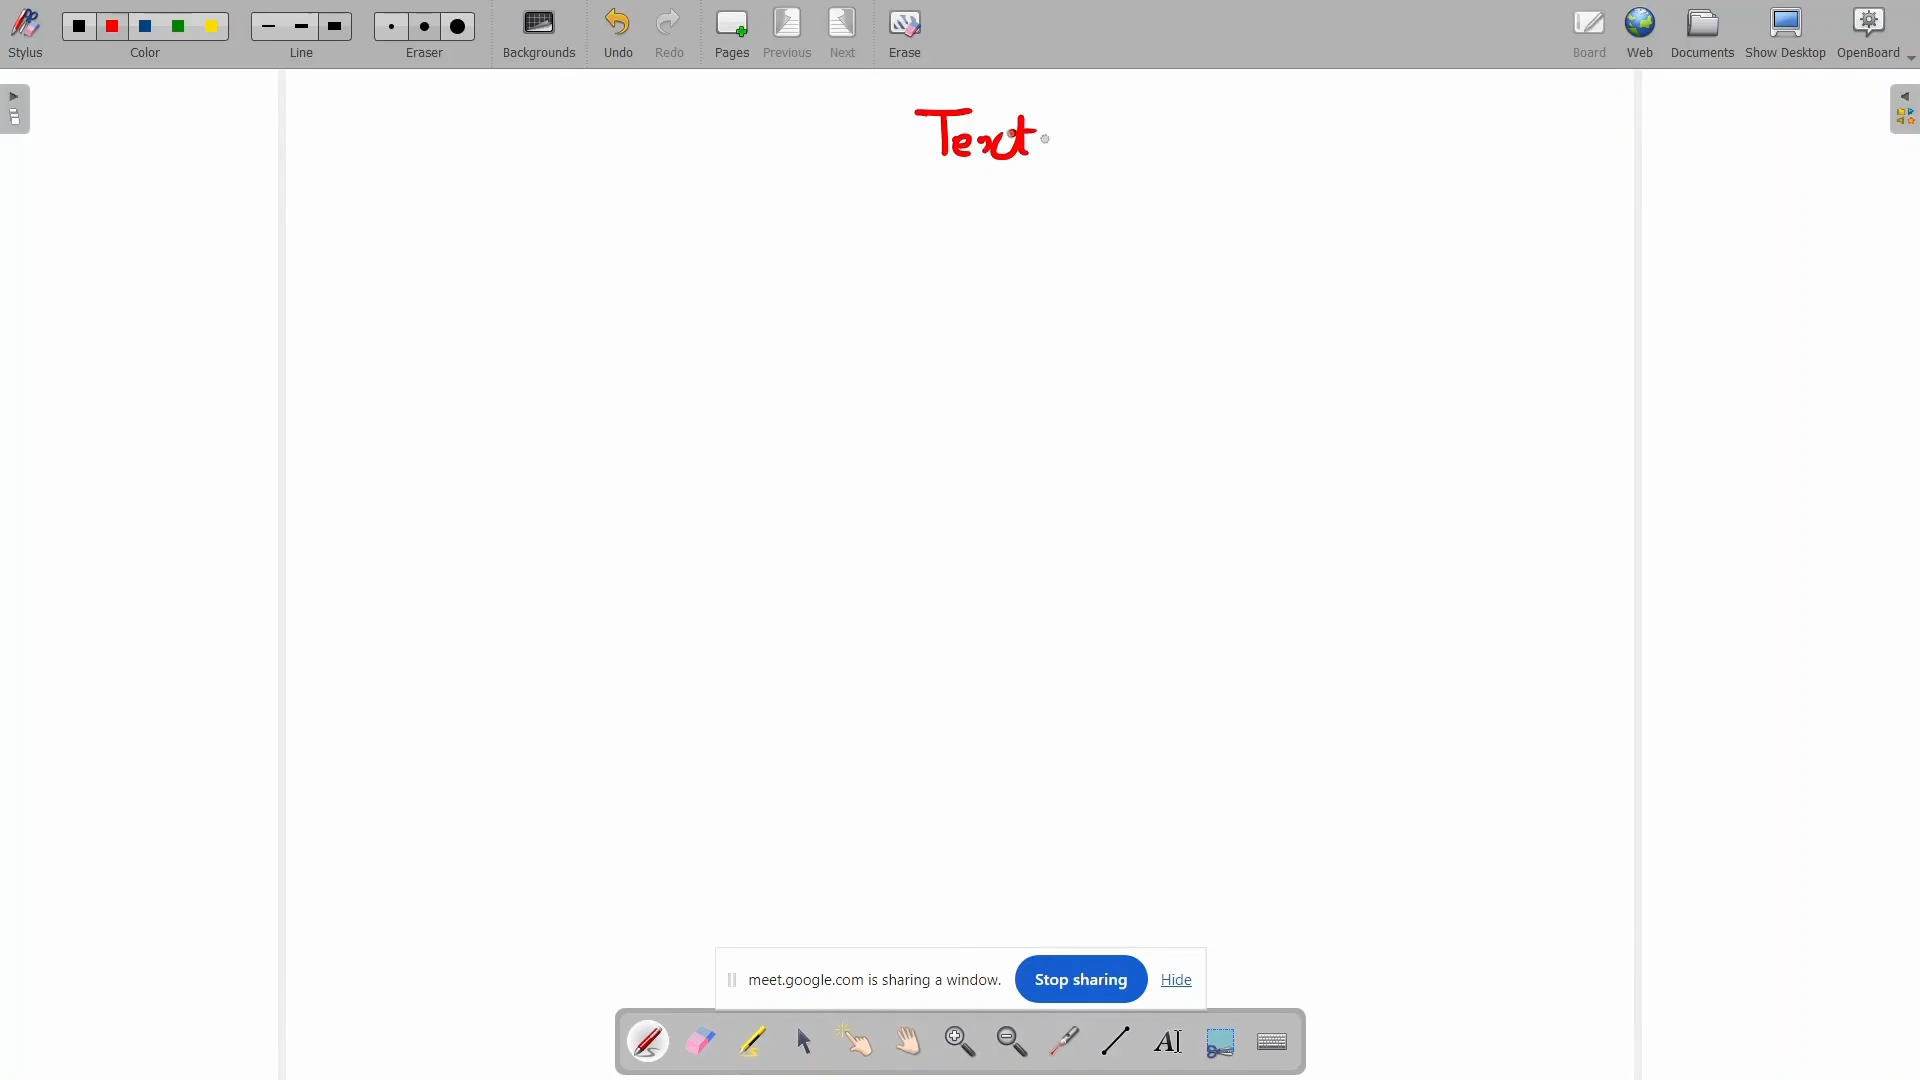 Stylus Color Line Eraser Backgrounds Undo Redo Pages Previous Next Erase Board Web Documents Show Desktop OpenBoard
Text
meet.google.com is sharing a window. Stop sharing Hide